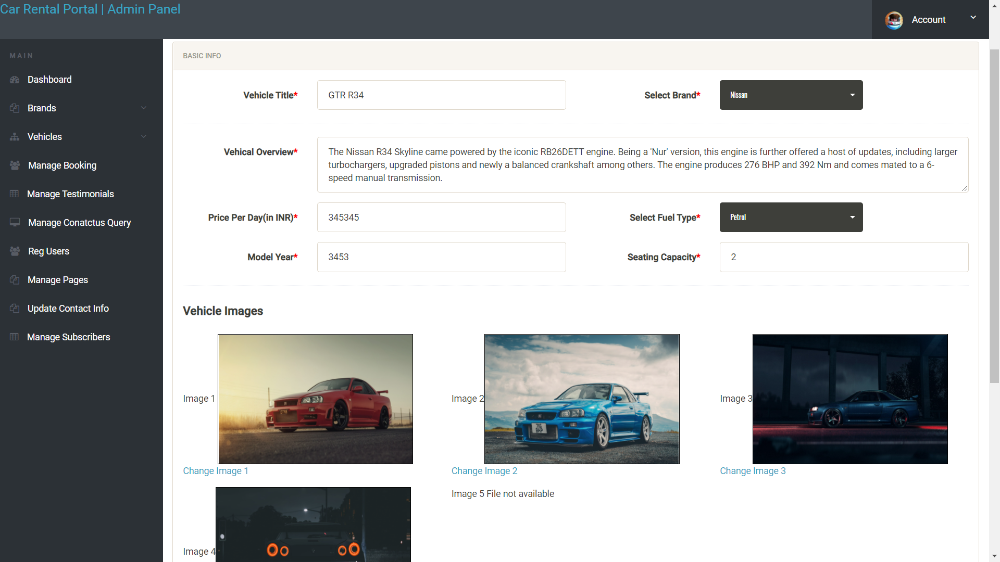 Car Rental Portal | Admin Panel
Account
MAIN
Dashboard
Brands
Vehicles
Manage Booking
Manage Testimonials
Manage Conatctus Query
Reg Users
Manage Pages
Update Contact Info
Manage Subscribers
BASIC INFO
Vehicle Title*
GTR R34
Select Brand*
Nissan
Vehical Overview*
The Nissan R34 Skyline came powered by the iconic RB26DETT engine. Being a 'Nur' version, this engine is further offered a host of updates, including larger
turbochargers, upgraded pistons and newly a balanced crankshaft among others. The engine produces 276 BHP and 392 Nm and comes mated to a 6-
speed manual transmission.
Price Per Day(in INR)*
345345
Select Fuel Type*
Petrol
Model Year*
3453
Seating Capacity*
2
Vehicle Images
Image 1
Image 2
716
BHP
Image 3
Change Image 1
Change Image 2
Change Image 3
Image 4
Image 5 File not available